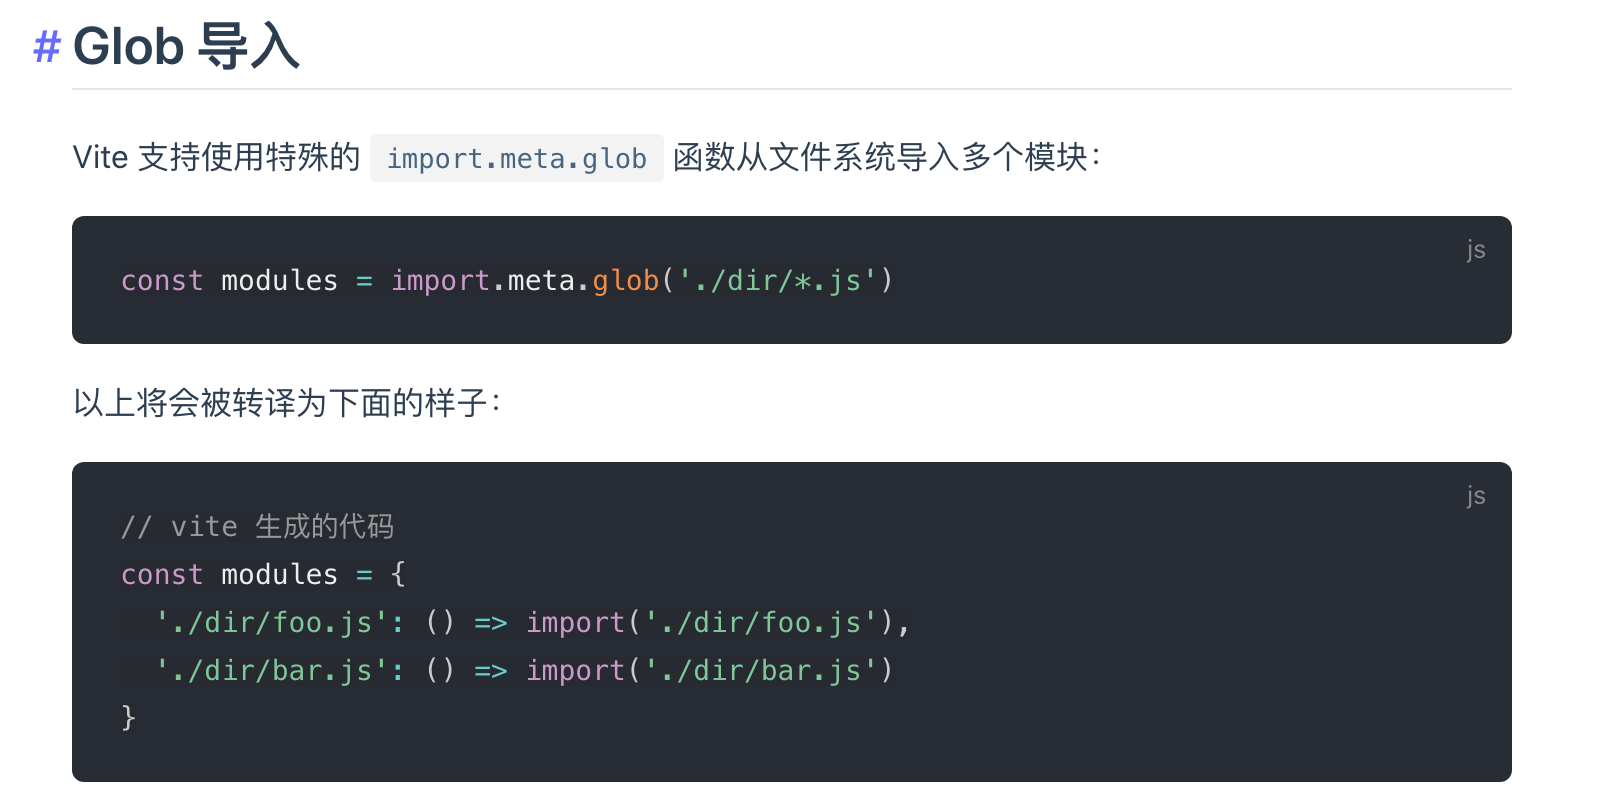 # Glob 导入
Vite 支持使用特殊的 import.meta.glob 函数从文件系统导入多个模块：
js
const modules = import.meta.glob('./dir/*.js')
以上将会被转译为下面的样子：
js
// vite 生成的代码
const modules = {
  './dir/foo.js': () => import('./dir/foo.js'),
  './dir/bar.js': () => import('./dir/bar.js')
}